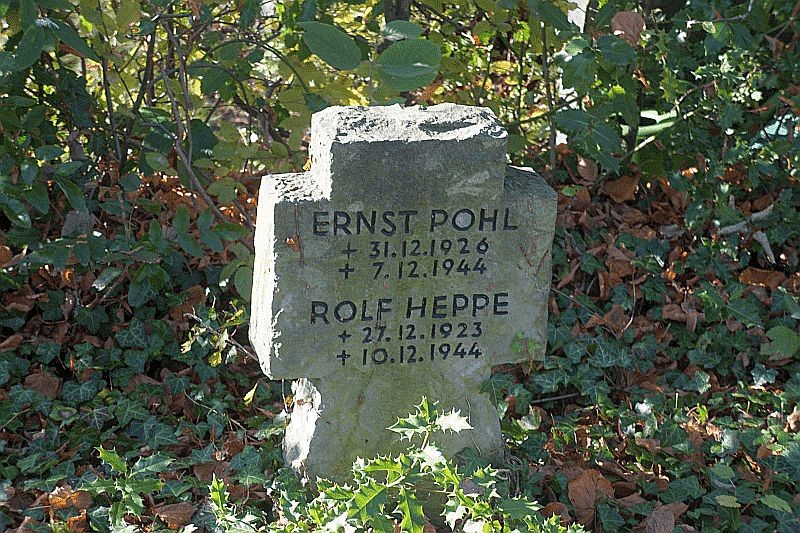 ERNST POHL
+ 31.12.1926
+ 7.12.1944
ROLF HEPPE
+ 27.12.1923
+ 10.12.1944